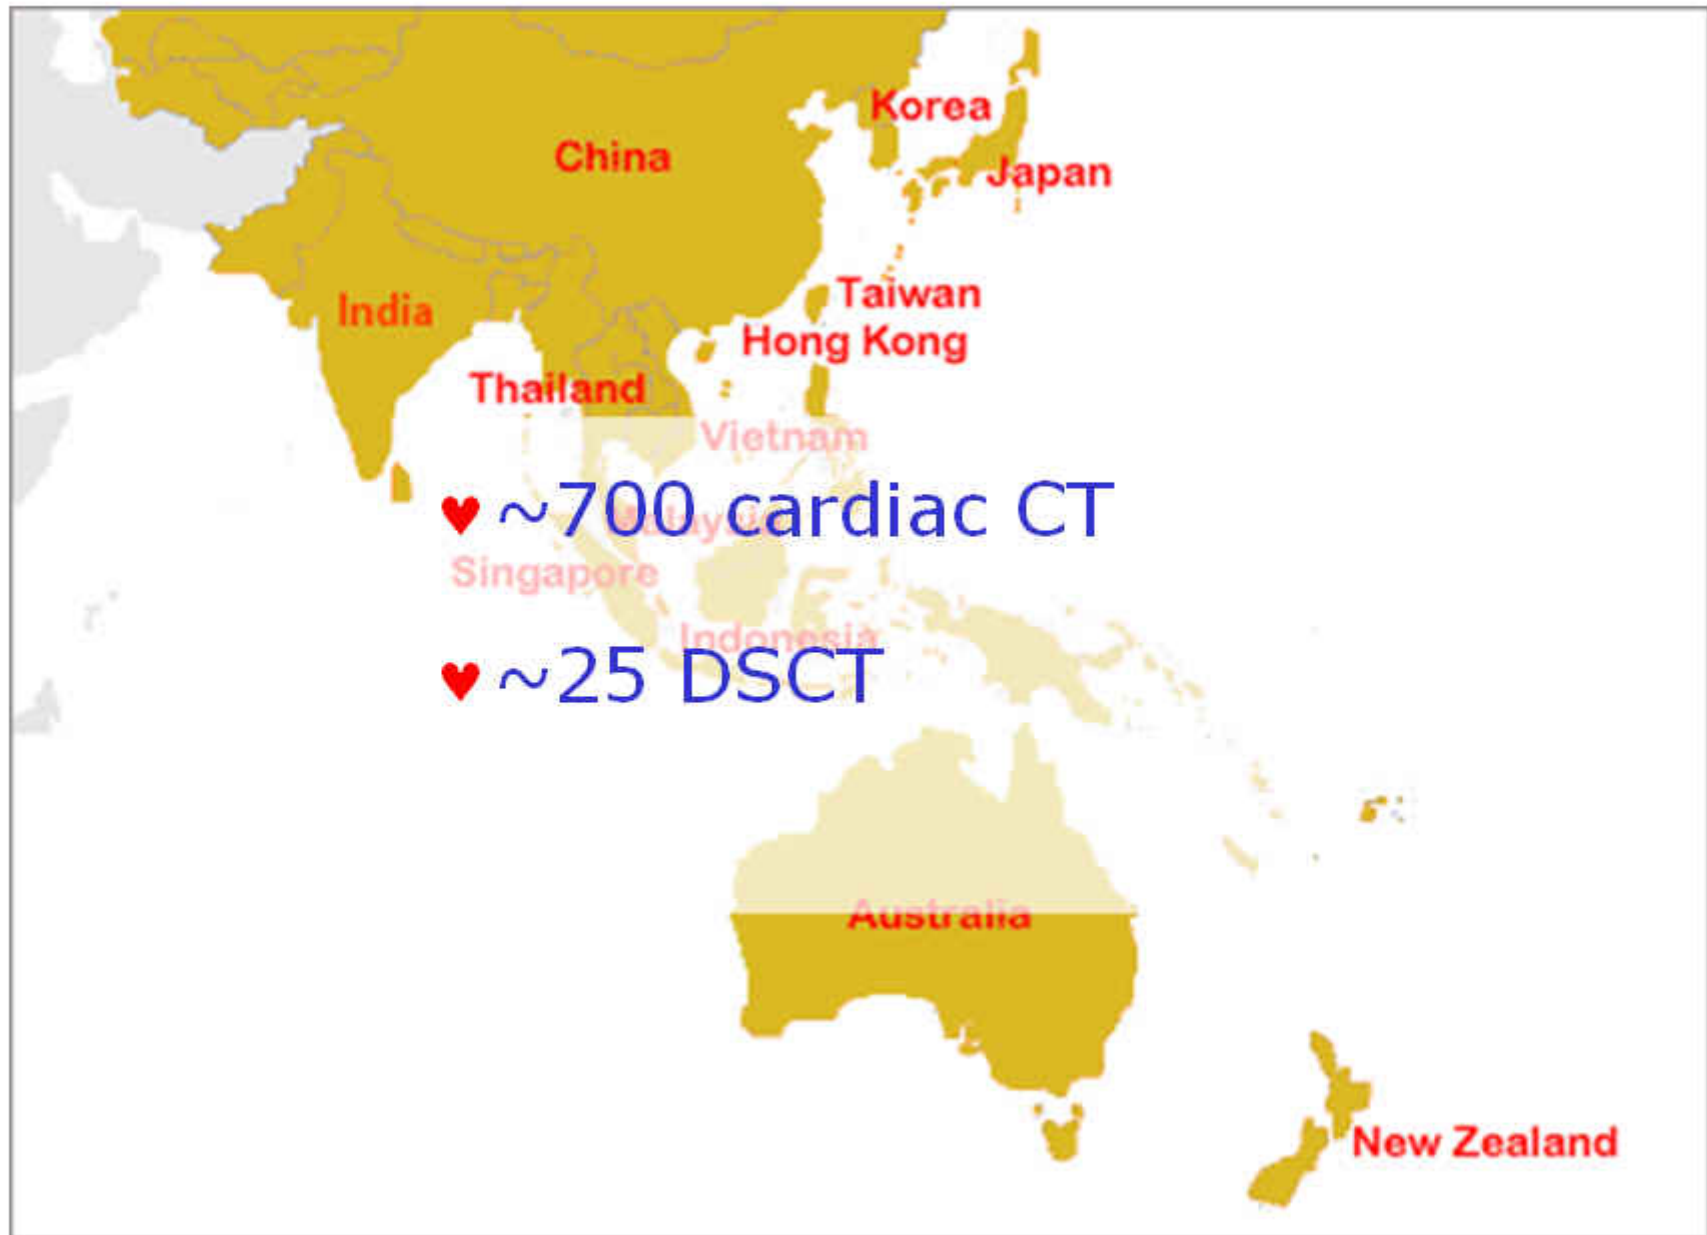 Korea
China
Japan
Taiwan
India
Hong Kong
Thailand
Vietnam
♥ ~700 cardiac CT
Malaysia
Singapore
Indonesia
♥ ~25 DSCT
Australia
New Zealand